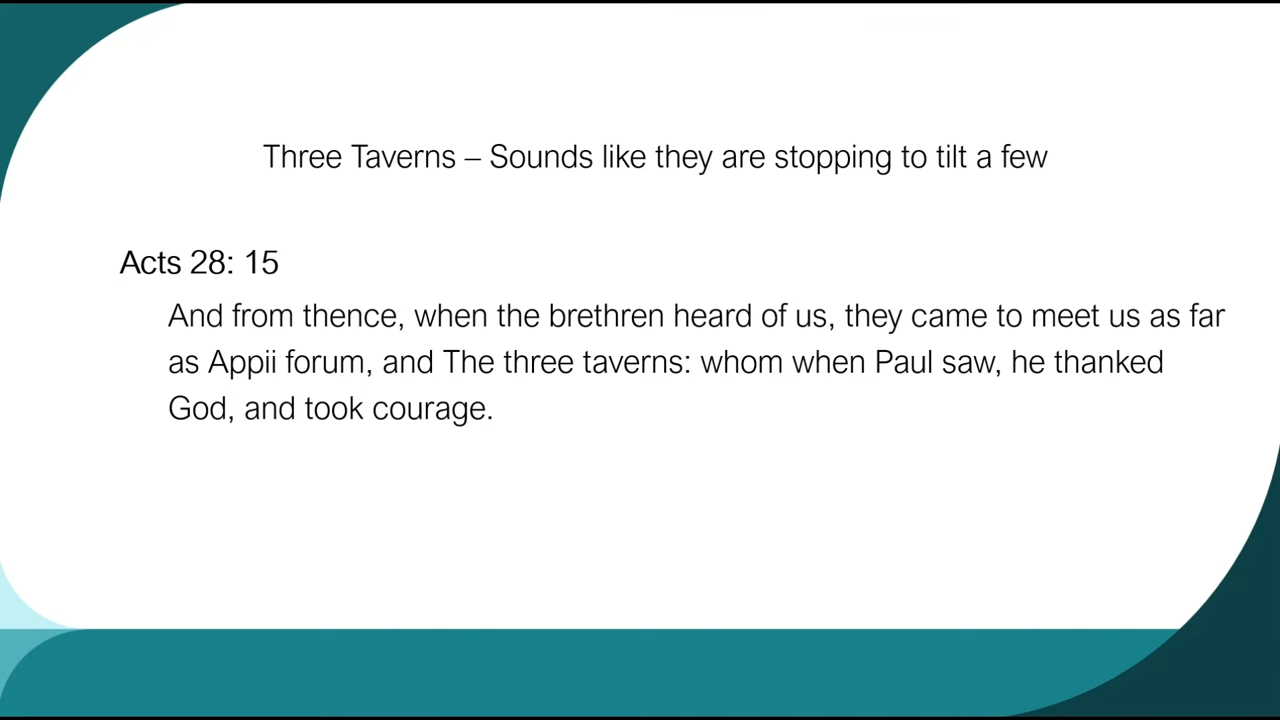 Three Taverns – Sounds like they are stopping to tilt a few
Acts 28: 15
And from thence, when the brethren heard of us, they came to meet us as far
as Appii forum, and The three taverns: whom when Paul saw, he thanked
God, and took courage.